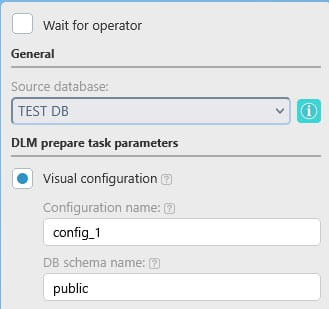 Wait for operator
General
Source database:
TEST DB
DLM prepare task parameters
Visual configuration ?
Configuration name: ?
config_1
DB schema name: ?
public